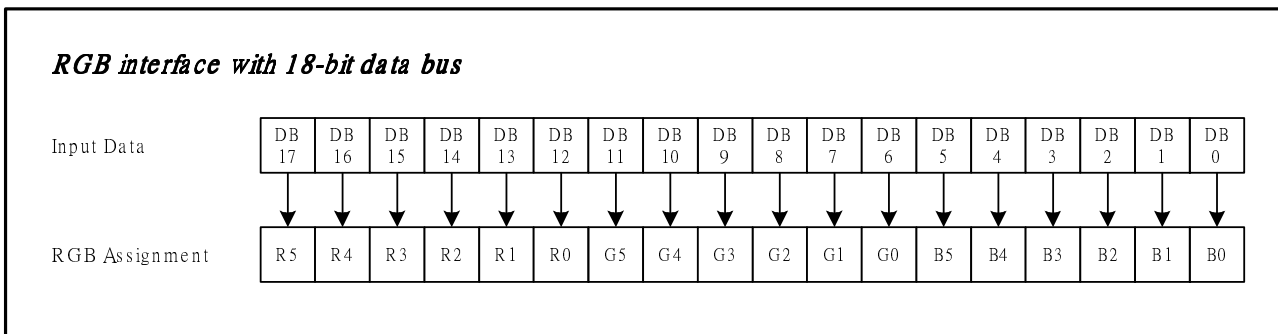 RGB interface with 18-bit data bus
Input Data DB 17 DB 16 DB 15 DB 14 DB 13 DB 12 DB 11 DB 10 DB 9 DB 8 DB 7 DB 6 DB 5 DB 4 DB 3 DB 2 DB 1 DB 0
RGB Assignment R5 R4 R3 R2 R1 R0 G5 G4 G3 G2 G1 G0 B5 B4 B3 B2 B1 B0